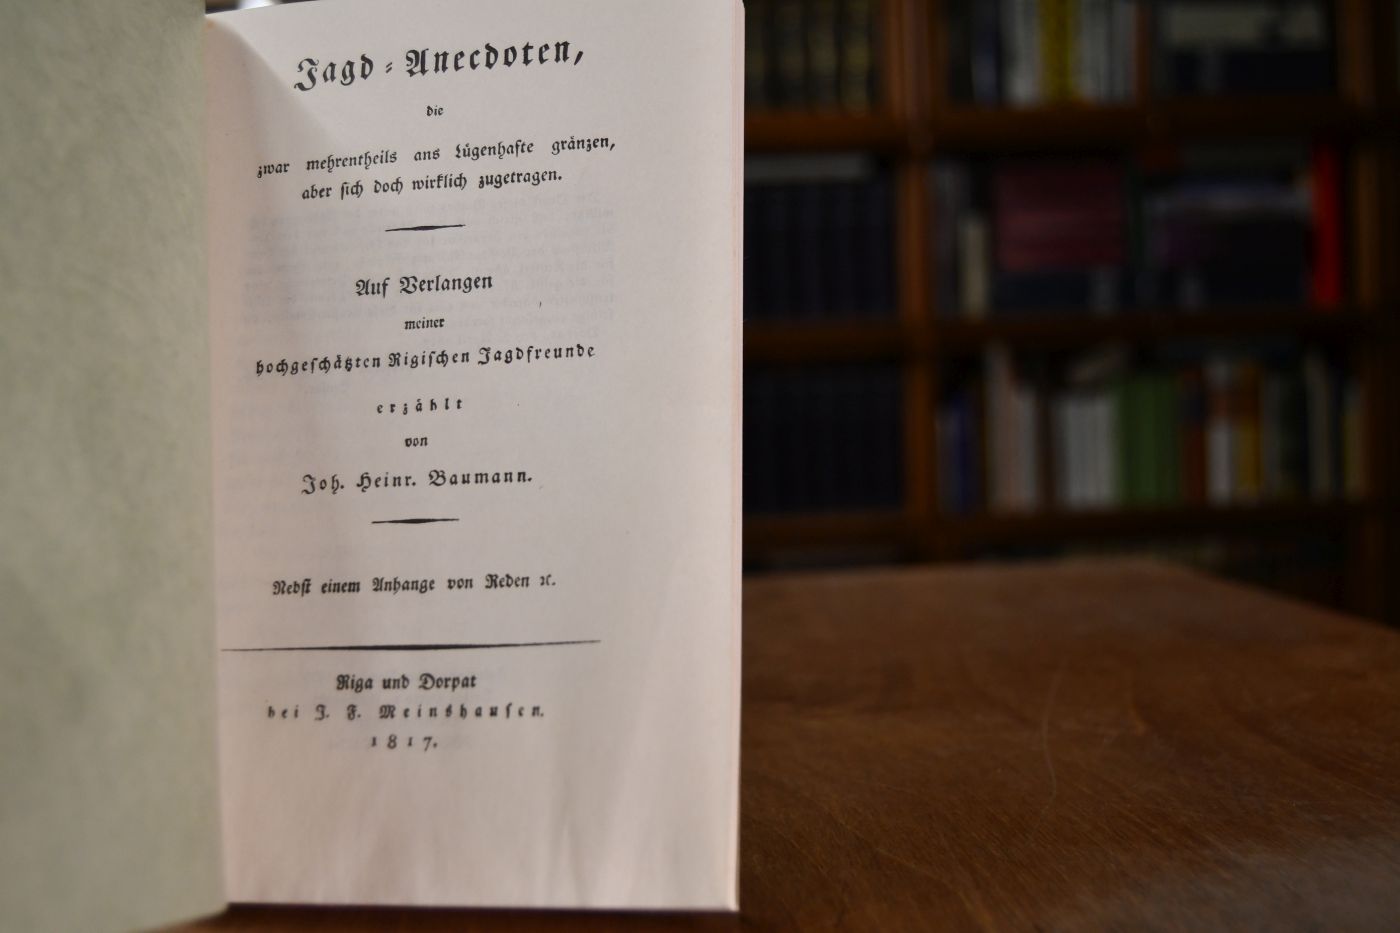 Jagd-Anecdoten,
die
zwar mehrentheils ans Lügenhafte gränzen,
aber sich doch wirklich zugetragen.
Auf Verlangen
meiner
hochgeschätzten Rigischen Jagdfreunde
erzählt
von
Joh. Heinr. Baumann.
Nebst einem Anhange von Reden ꝛc.
Riga und Dorpat
bei J. F. Meinshausen.
1817.